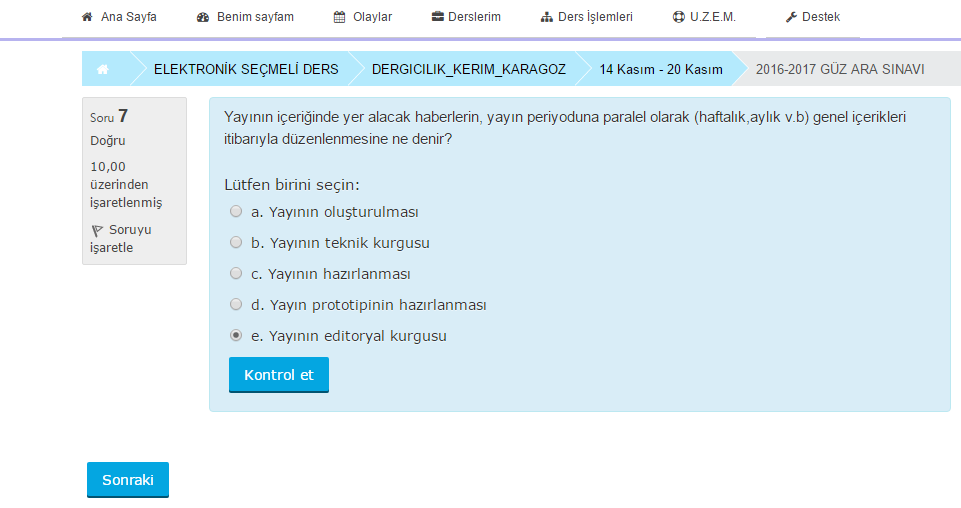 Ana Sayfa Benim sayfam Olaylar Derslerim Ders İşlemleri U.Z.E.M. Destek
ELEKTRONİK SEÇMELİ DERS DERGICILIK_KERIM_KARAGOZ 14 Kasım - 20 Kasım 2016-2017 GÜZ ARA SINAVI
Soru 7
Doğru
10,00
üzerinden
işaretlenmiş
Soruyu
işaretle
Yayının içeriğinde yer alacak haberlerin, yayın periyoduna paralel olarak (haftalık,aylık v.b) genel içerikleri
itibarıyla düzenlenmesine ne denir?
Lütfen birini seçin:
a. Yayının oluşturulması
b. Yayının teknik kurgusu
c. Yayının hazırlanması
d. Yayın prototipinin hazırlanması
e. Yayının editoryal kurgusu
Kontrol et
Sonraki